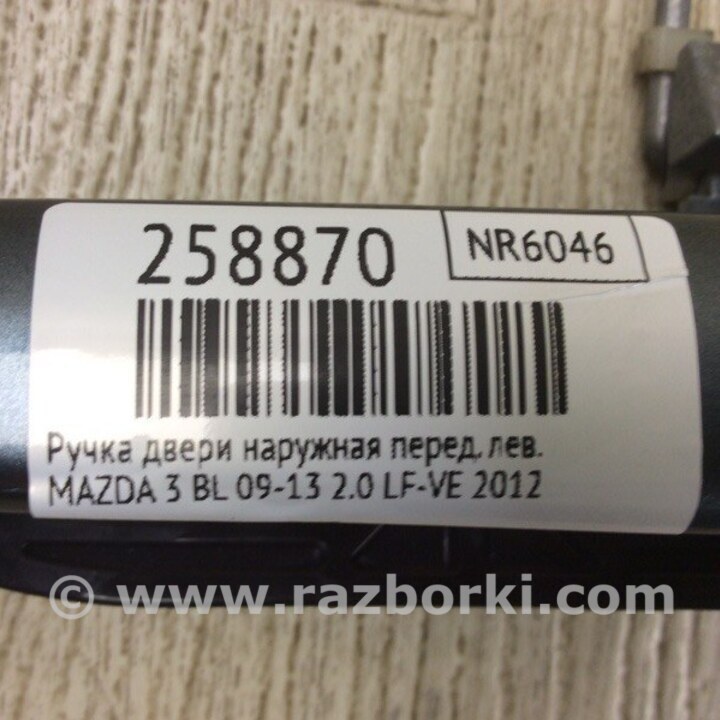 258870
NR6046
Ручка двери наружная перед. лев.
MAZDA 3 BL 09-13 2.0 LF-VE 2012
© www.razborki.com